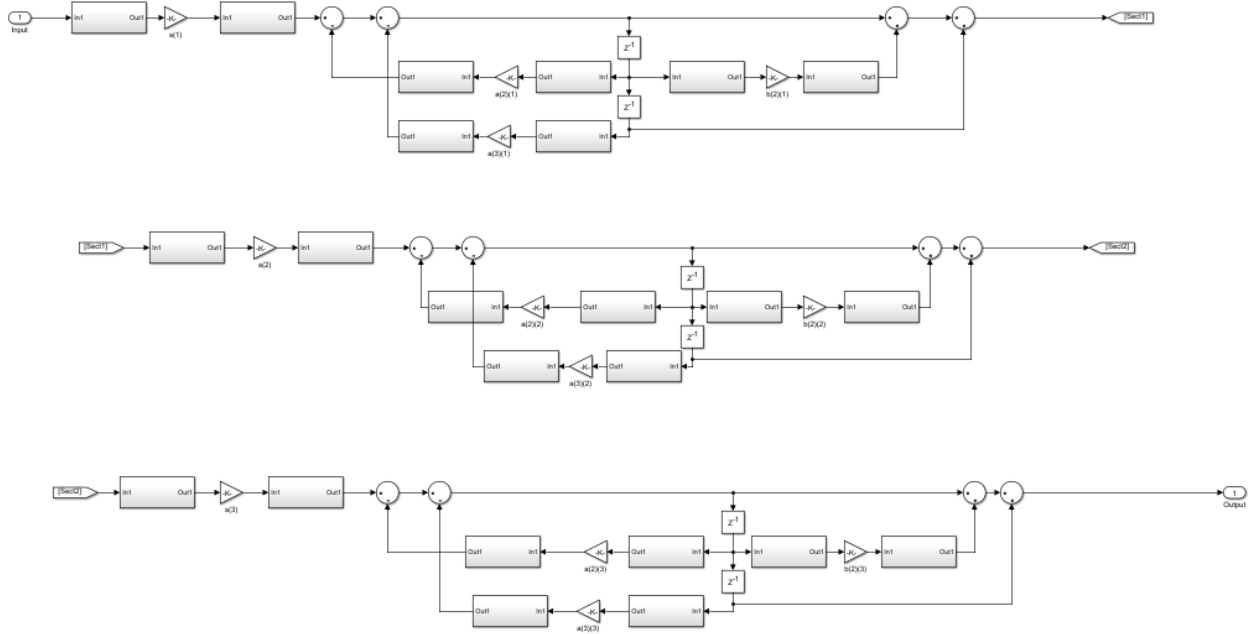 1
Input
In1 Out1
-K-
s(1)
In1 Out1
[Sect1]
z-1
Out1 In1
-K-
a(2)(1)
Out1 In1
In1 Out1
-K-
b(2)(1)
In1 Out1
z-1
Out1 In1
-K-
a(3)(1)
Out1 In1
[Sect1]
In1 Out1
-K-
s(2)
In1 Out1
[Sect2]
z-1
Out1 In1
-K-
a(2)(2)
Out1 In1
In1 Out1
-K-
b(2)(2)
In1 Out1
z-1
Out1 In1
-K-
a(3)(2)
Out1 In1
[Sect2]
In1 Out1
-K-
s(3)
In1 Out1
1
Output
z-1
Out1 In1
-K-
a(2)(3)
Out1 In1
In1 Out1
-K-
b(2)(3)
In1 Out1
z-1
Out1 In1
-K-
a(3)(3)
Out1 In1